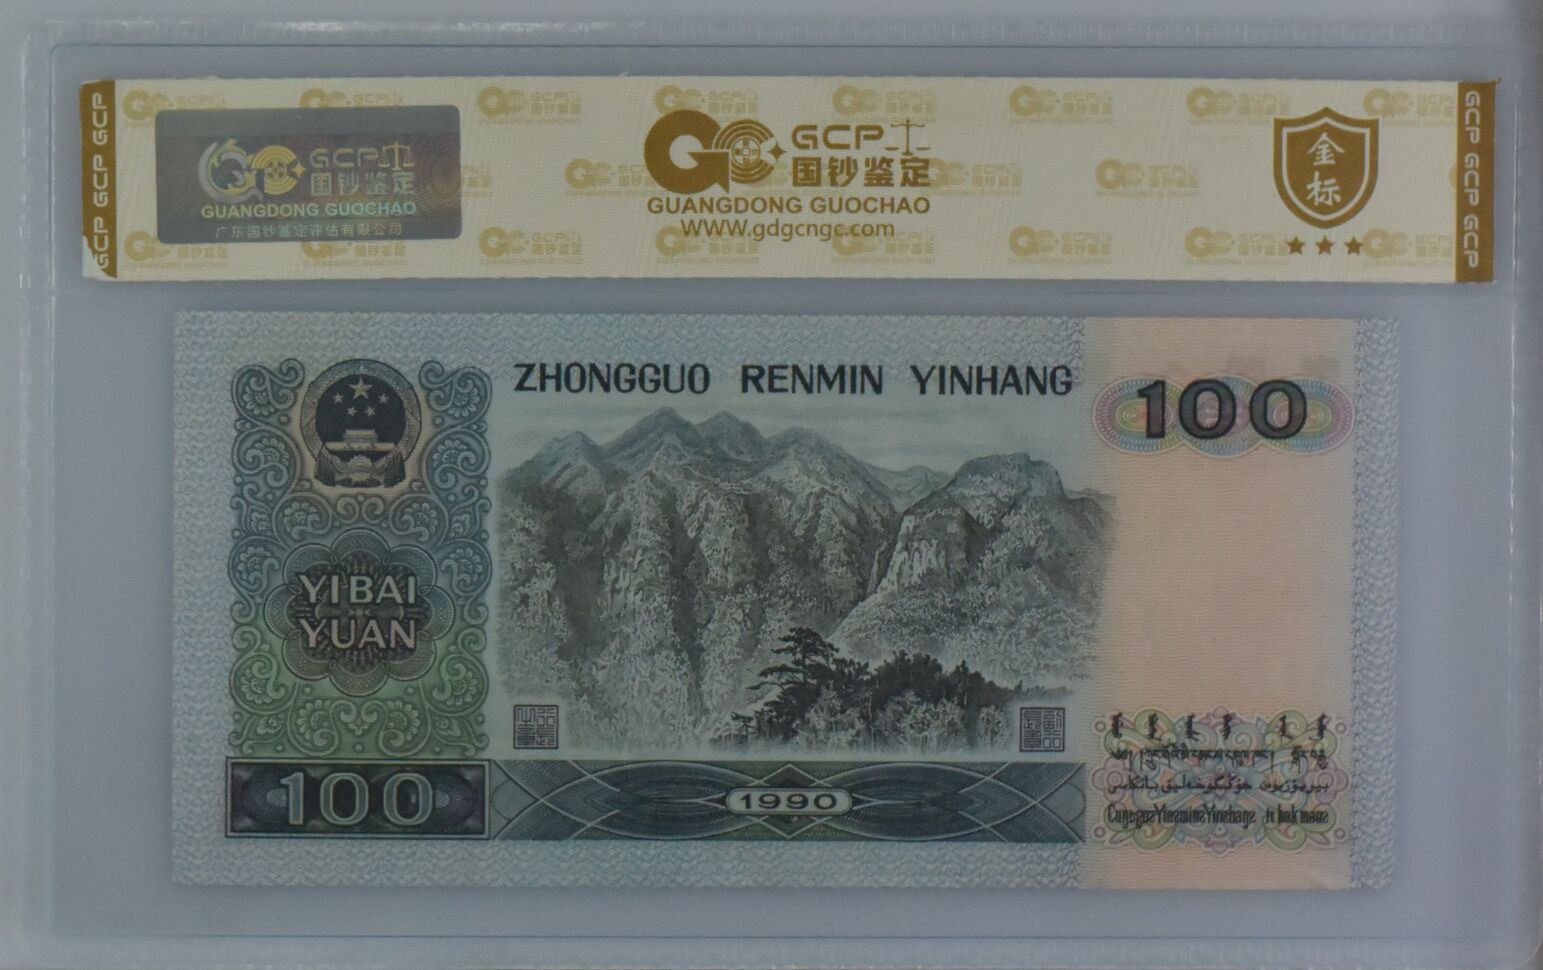 GCP GCP GCP
GCP
国钞鉴定
GUANGDONG GUOCHAO
广东国钞鉴定评估有限公司
GCP
国钞鉴定
GUANGDONG GUOCHAO
WWW.gdgcngc.com
金标
GCP GCP GCP
ZHONGGUO RENMIN YINHANG
100
YIBAI
YUAN
100
1990